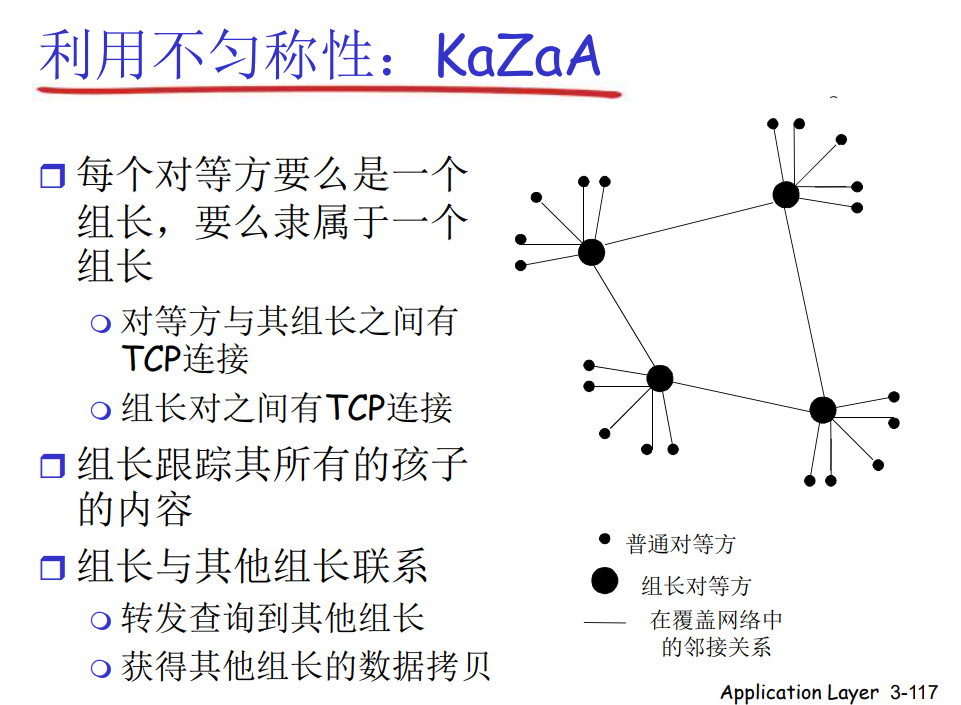 利用不匀称性：KaZaA
每个对等方要么是一个
组长，要么隶属于一个
组长
对等方与其组长之间有
TCP连接
组长对之间有TCP连接
组长跟踪其所有的孩子
的内容
组长与其他组长联系
转发查询到其他组长
获得其他组长的数据拷贝
普通对等方
组长对等方
在覆盖网络中
的邻接关系
Application Layer 3-117